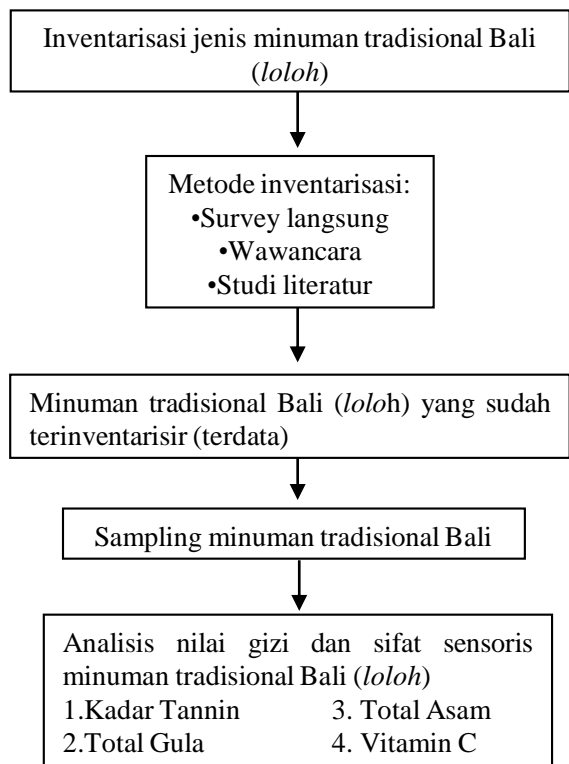 Inventarisasi jenis minuman tradisional Bali
(loloh)
Metode inventarisasi:
•Survey langsung
•Wawancara
•Studi literatur
Minuman tradisional Bali (loloh) yang sudah
terinventarisir (terdata)
Sampling minuman tradisional Bali
Analisis nilai gizi dan sifat sensoris
minuman tradisional Bali (loloh)
1.Kadar Tannin 3. Total Asam
2.Total Gula 4. Vitamin C